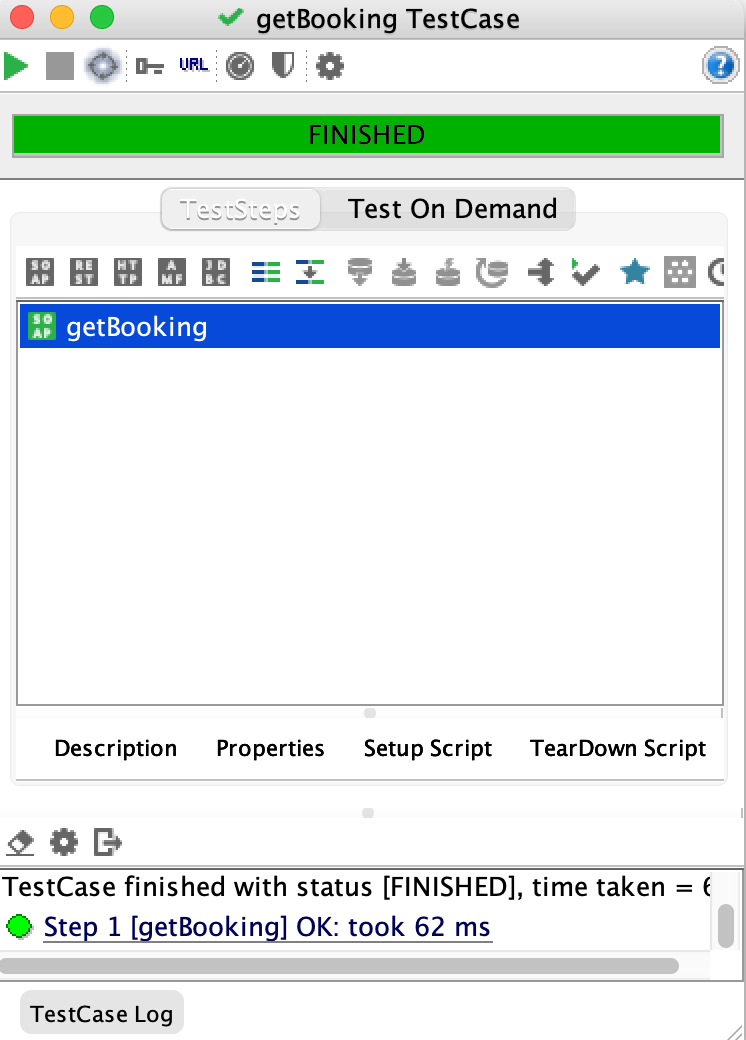 getBooking TestCase
URL
FINISHED
TestSteps Test On Demand
SO AP RE ST HT TP A MF JD BC
SO AP getBooking
Description Properties Setup Script TearDown Script
TestCase finished with status [FINISHED], time taken = 6
Step 1 [getBooking] OK: took 62 ms
TestCase Log